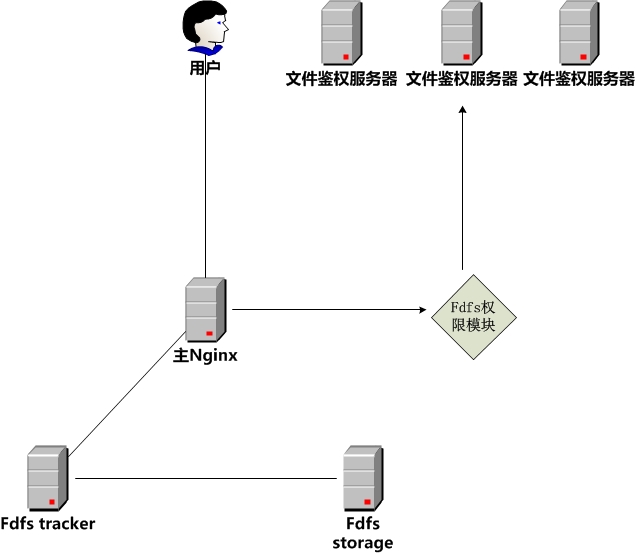 用户
文件鉴权服务器
文件鉴权服务器
文件鉴权服务器
Fdfs权
限模块
主Nginx
Fdfs tracker
Fdfs
storage